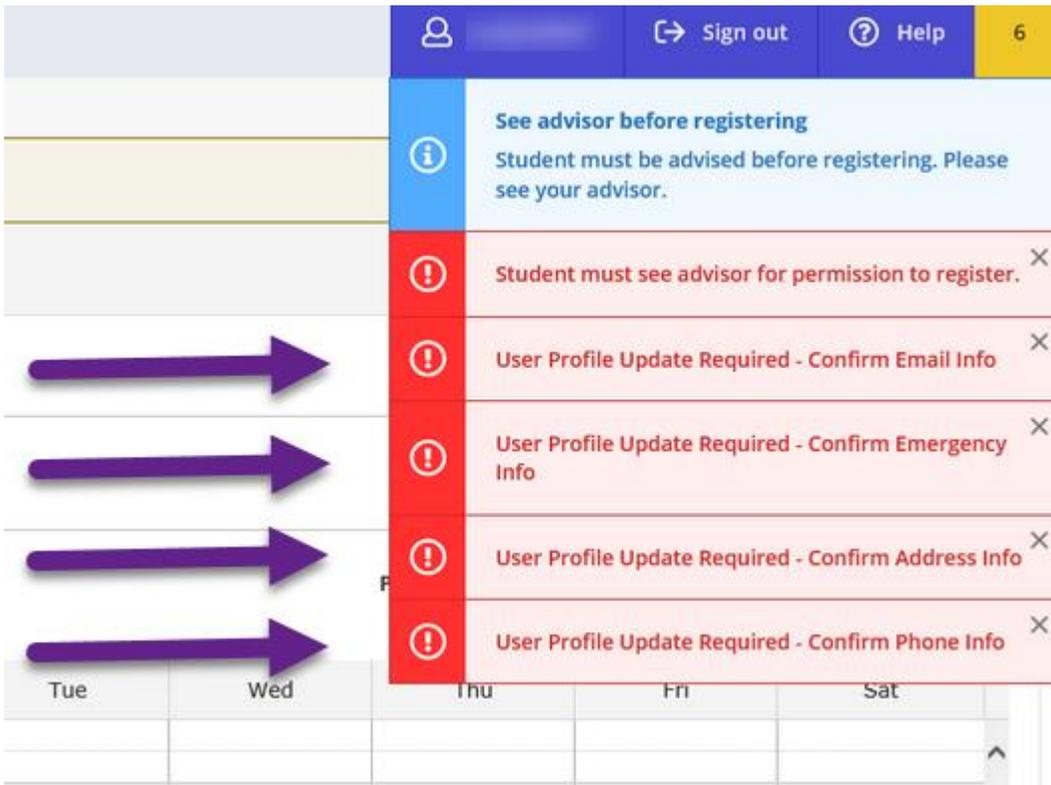 Sign out
Help
6
See advisor before registering
Student must be advised before registering. Please
see your advisor.
Student must see advisor for permission to register.
User Profile Update Required - Confirm Email Info
User Profile Update Required - Confirm Emergency
Info
User Profile Update Required - Confirm Address Info
User Profile Update Required - Confirm Phone Info
Tue
Wed
Thu
Fri
Sat